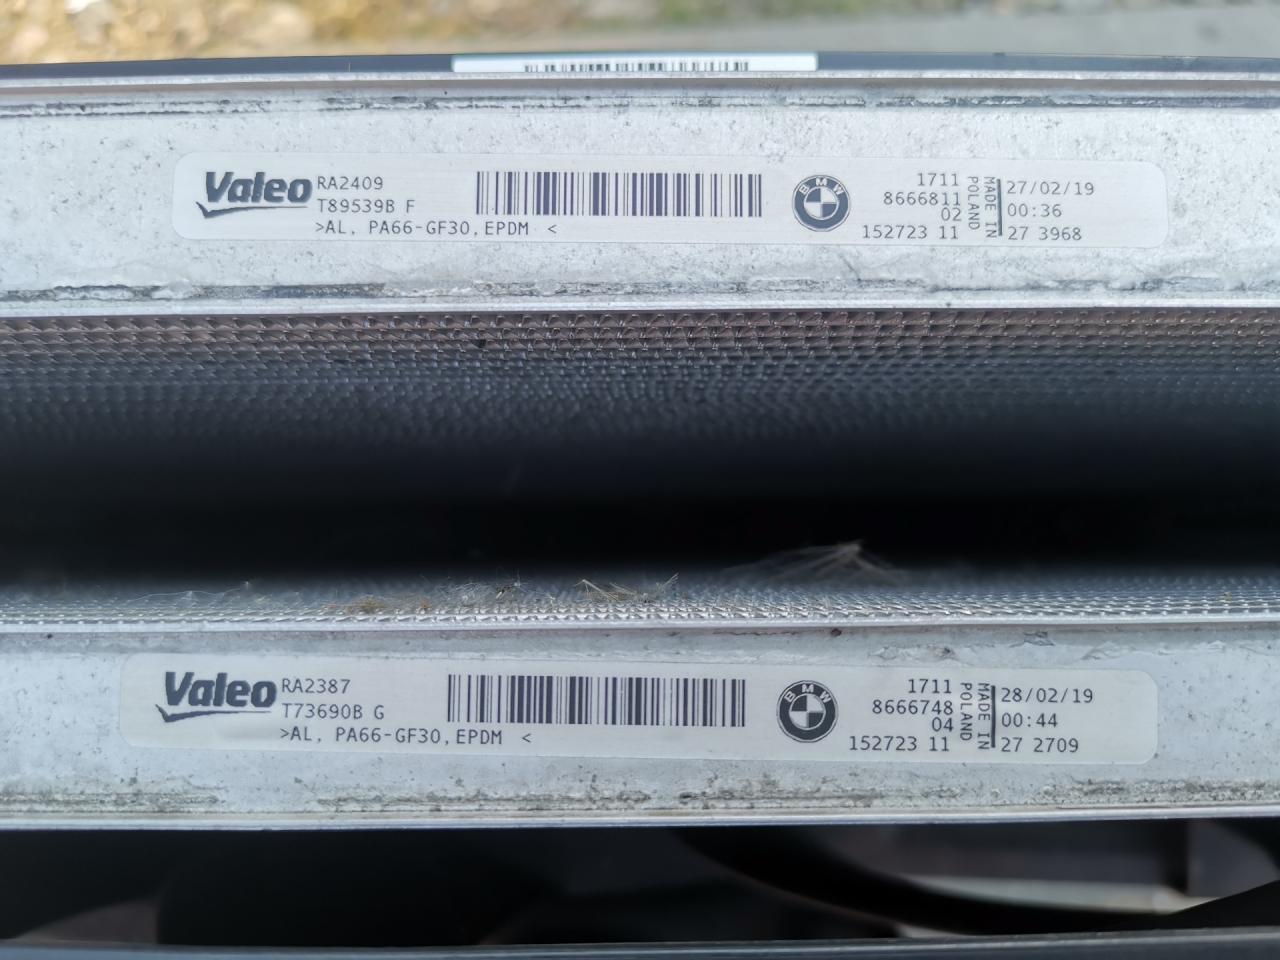 Valeo RA2409
T89539B F
>AL, PA66-GF30, EPDM <
BMW
1711
8666811
02
152723 11
MADE IN
POLAND
27/02/19
00:36
27 3968
Valeo RA2387
T73690B G
>AL, PA66-GF30, EPDM <
BMW
1711
8666748
04
152723 11
MADE IN
POLAND
28/02/19
00:44
27 2709